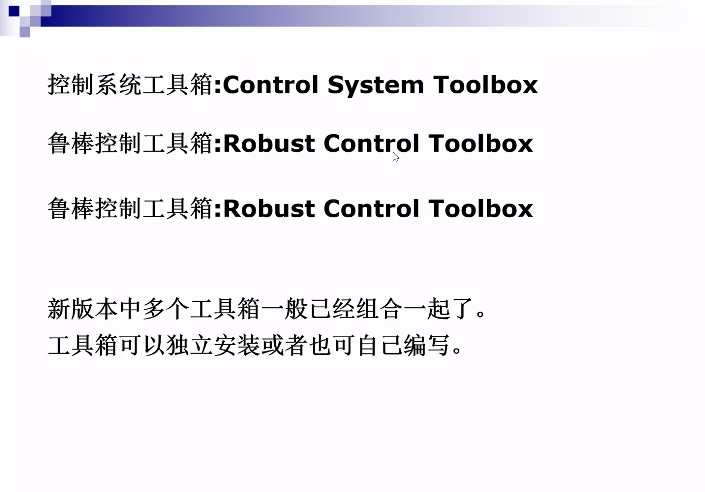 控制系统工具箱:Control System Toolbox
鲁棒控制工具箱:Robust Control Toolbox
鲁棒控制工具箱:Robust Control Toolbox
新版本中多个工具箱一般已经组合一起了。
工具箱可以独立安装或者也可自己编写。